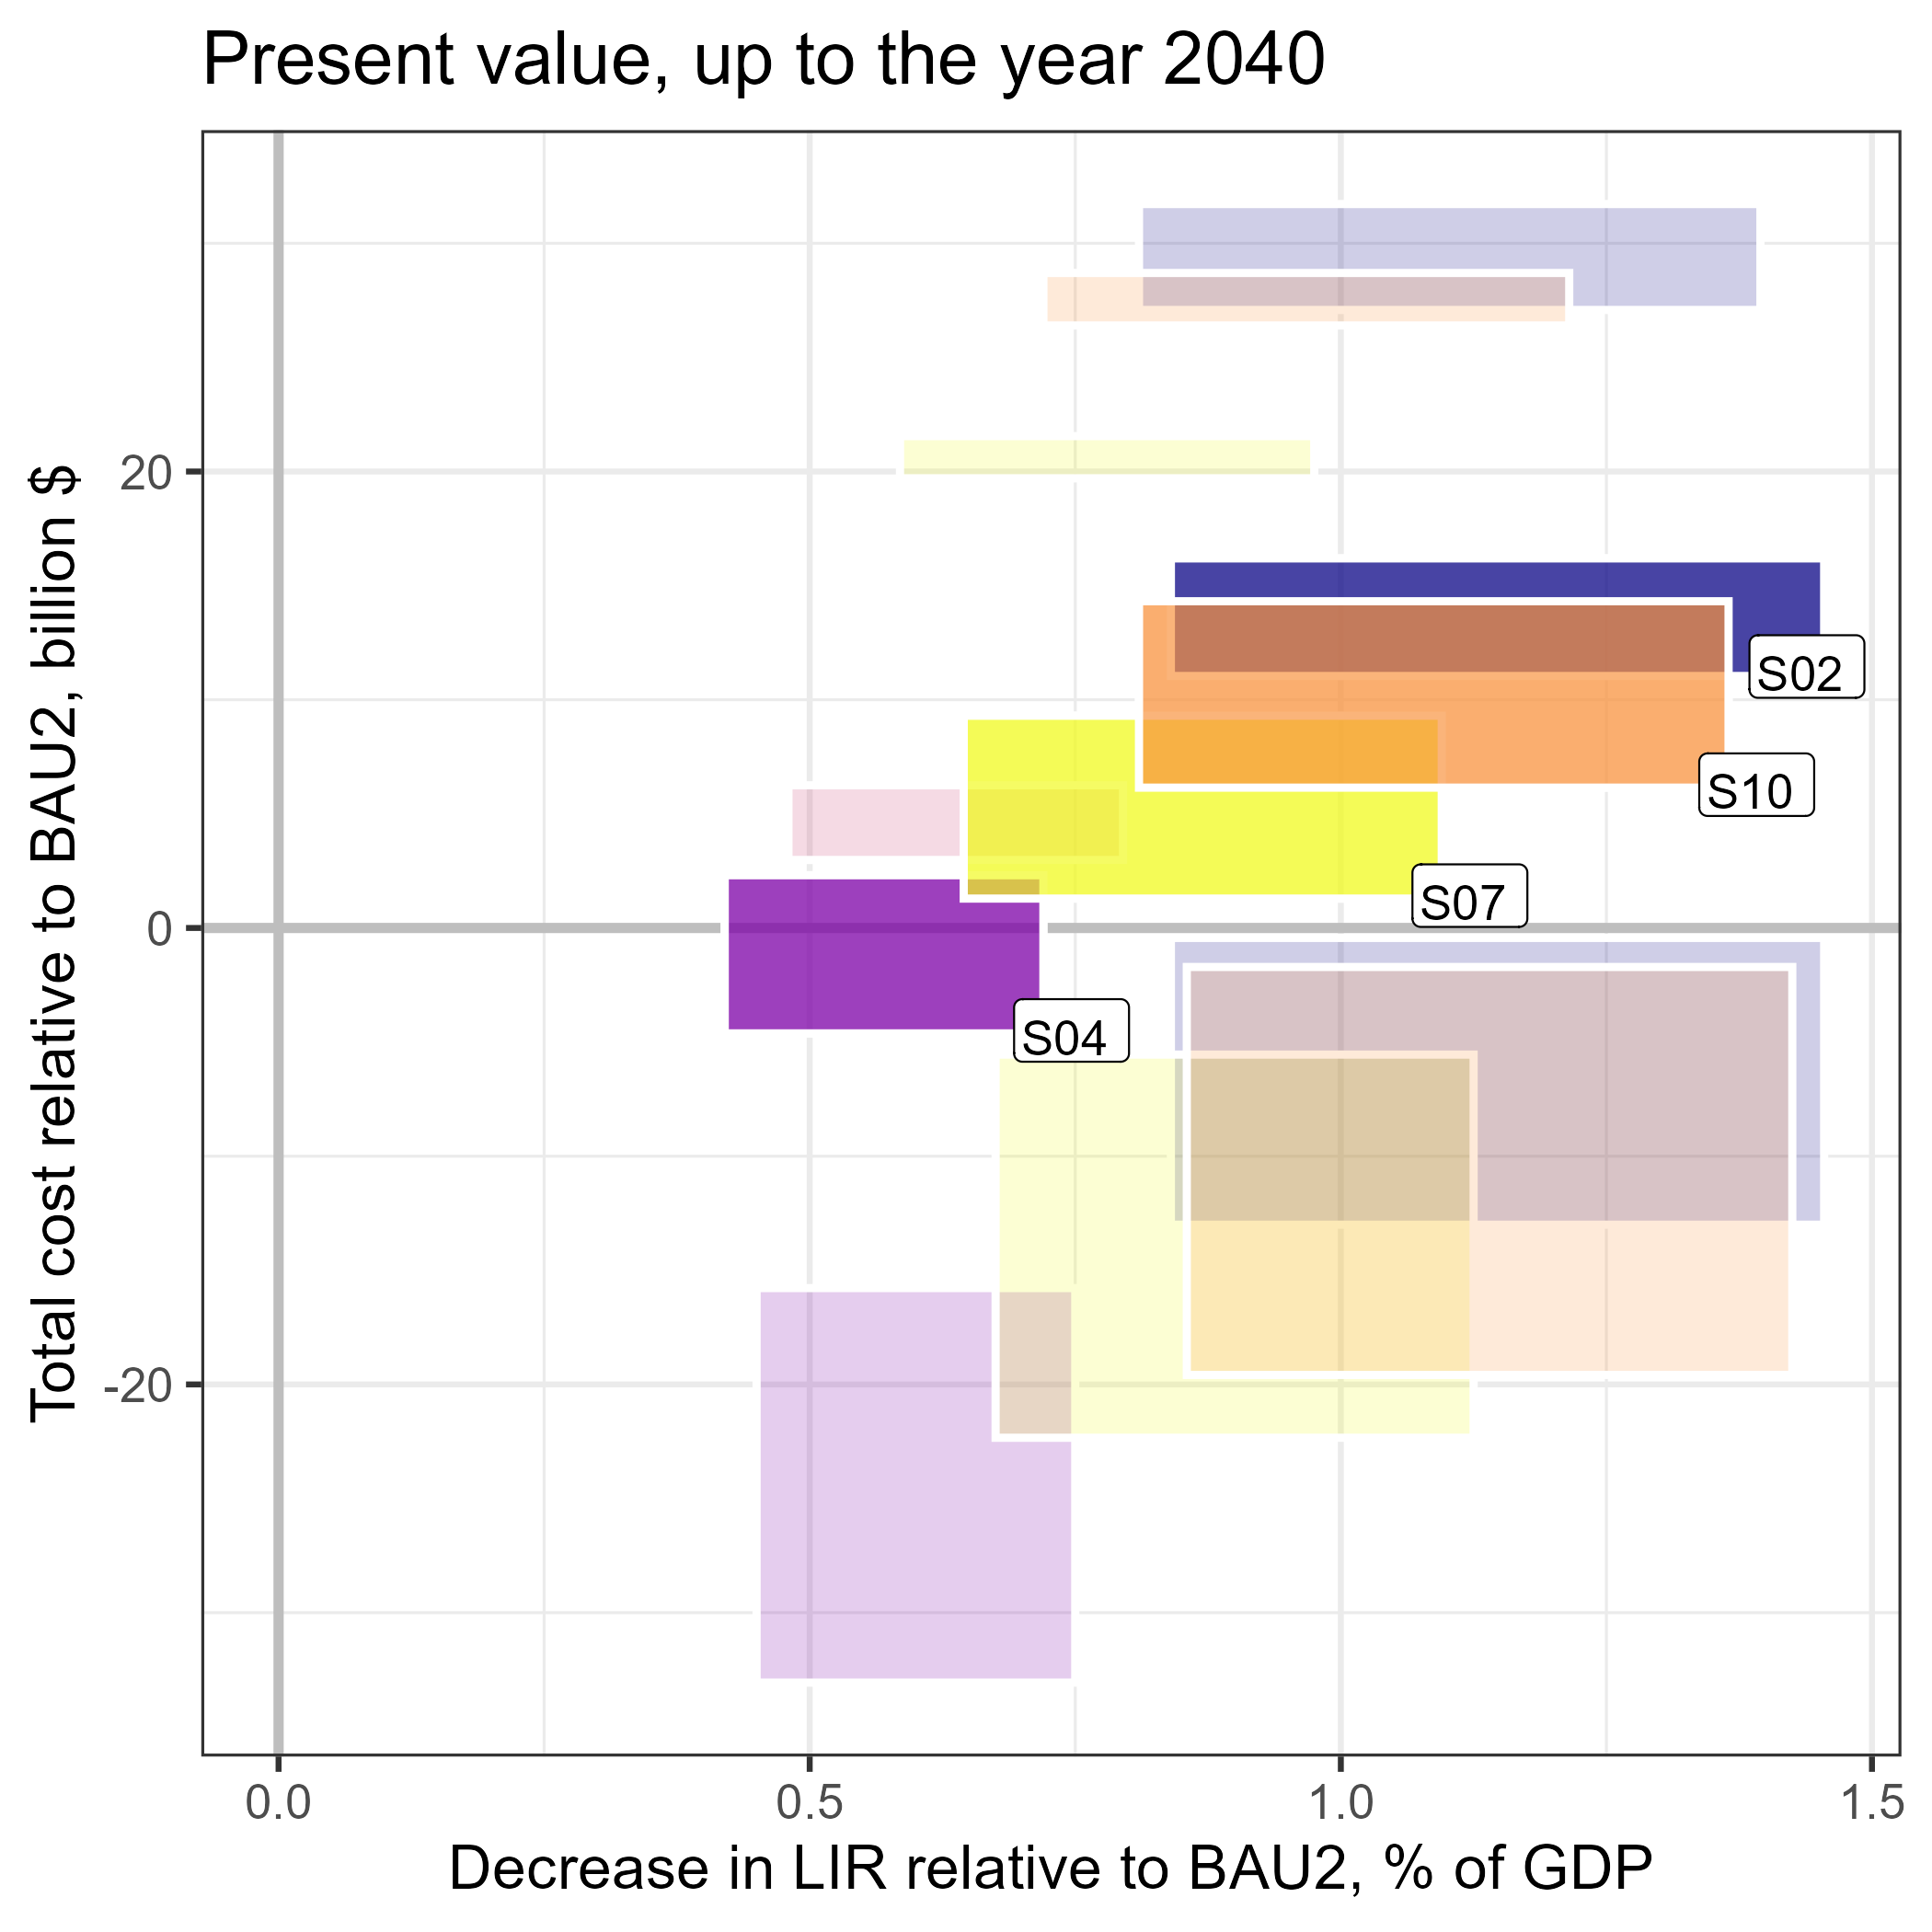 Present value, up to the year 2040
Total cost relative to BAU2, billion $
20
0
-20
S02
S10
S07
S04
0.0
0.5
1.0
1.5
Decrease in LIR relative to BAU2, % of GDP